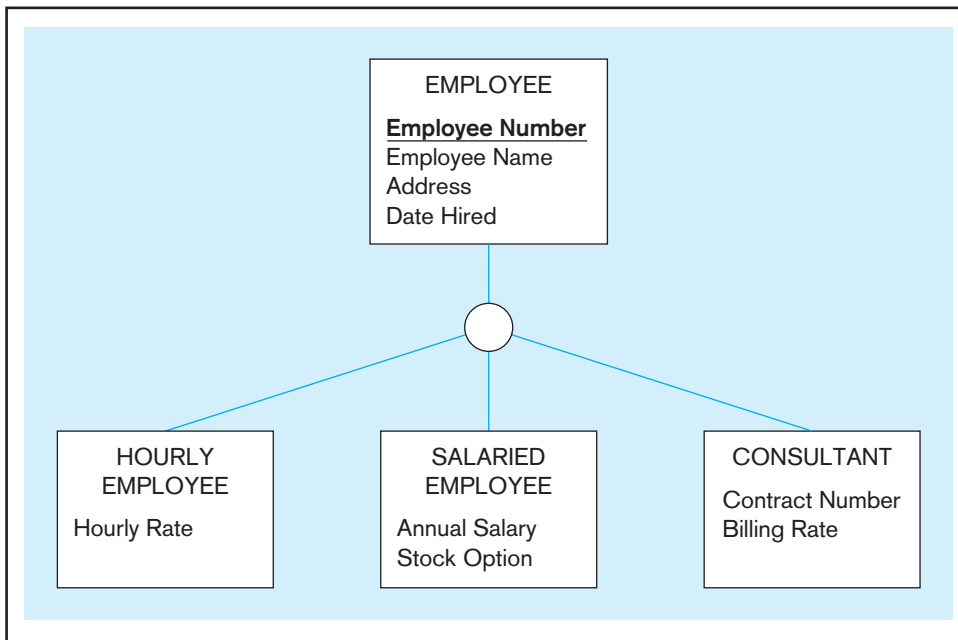 EMPLOYEE
Employee Number
Employee Name
Address
Date Hired
HOURLY
EMPLOYEE
Hourly Rate
SALARIED
EMPLOYEE
Annual Salary
Stock Option
CONSULTANT
Contract Number
Billing Rate